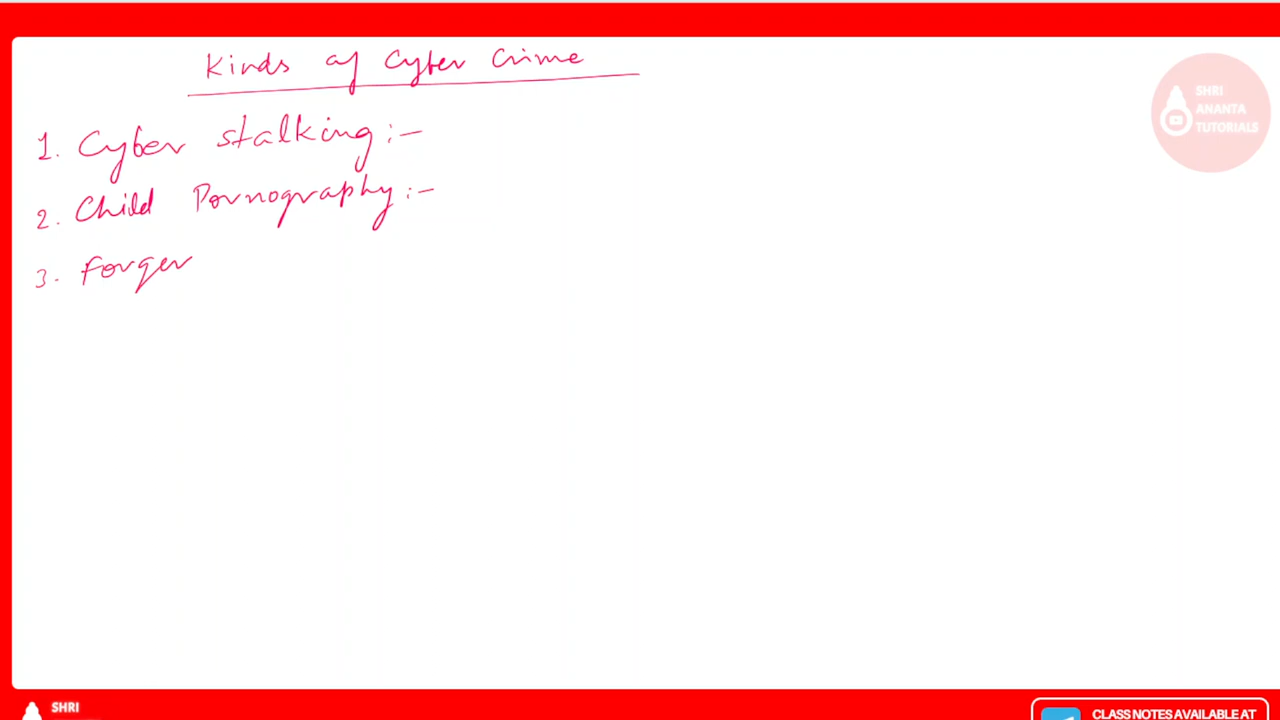 Kinds of Cyber Crime
1. Cyber stalking :-
2. Child Pornography :-
3. Forger
SHRI
ANANTA
TUTORIALS
SHRI
CLASS NOTES AVAILABLE AT